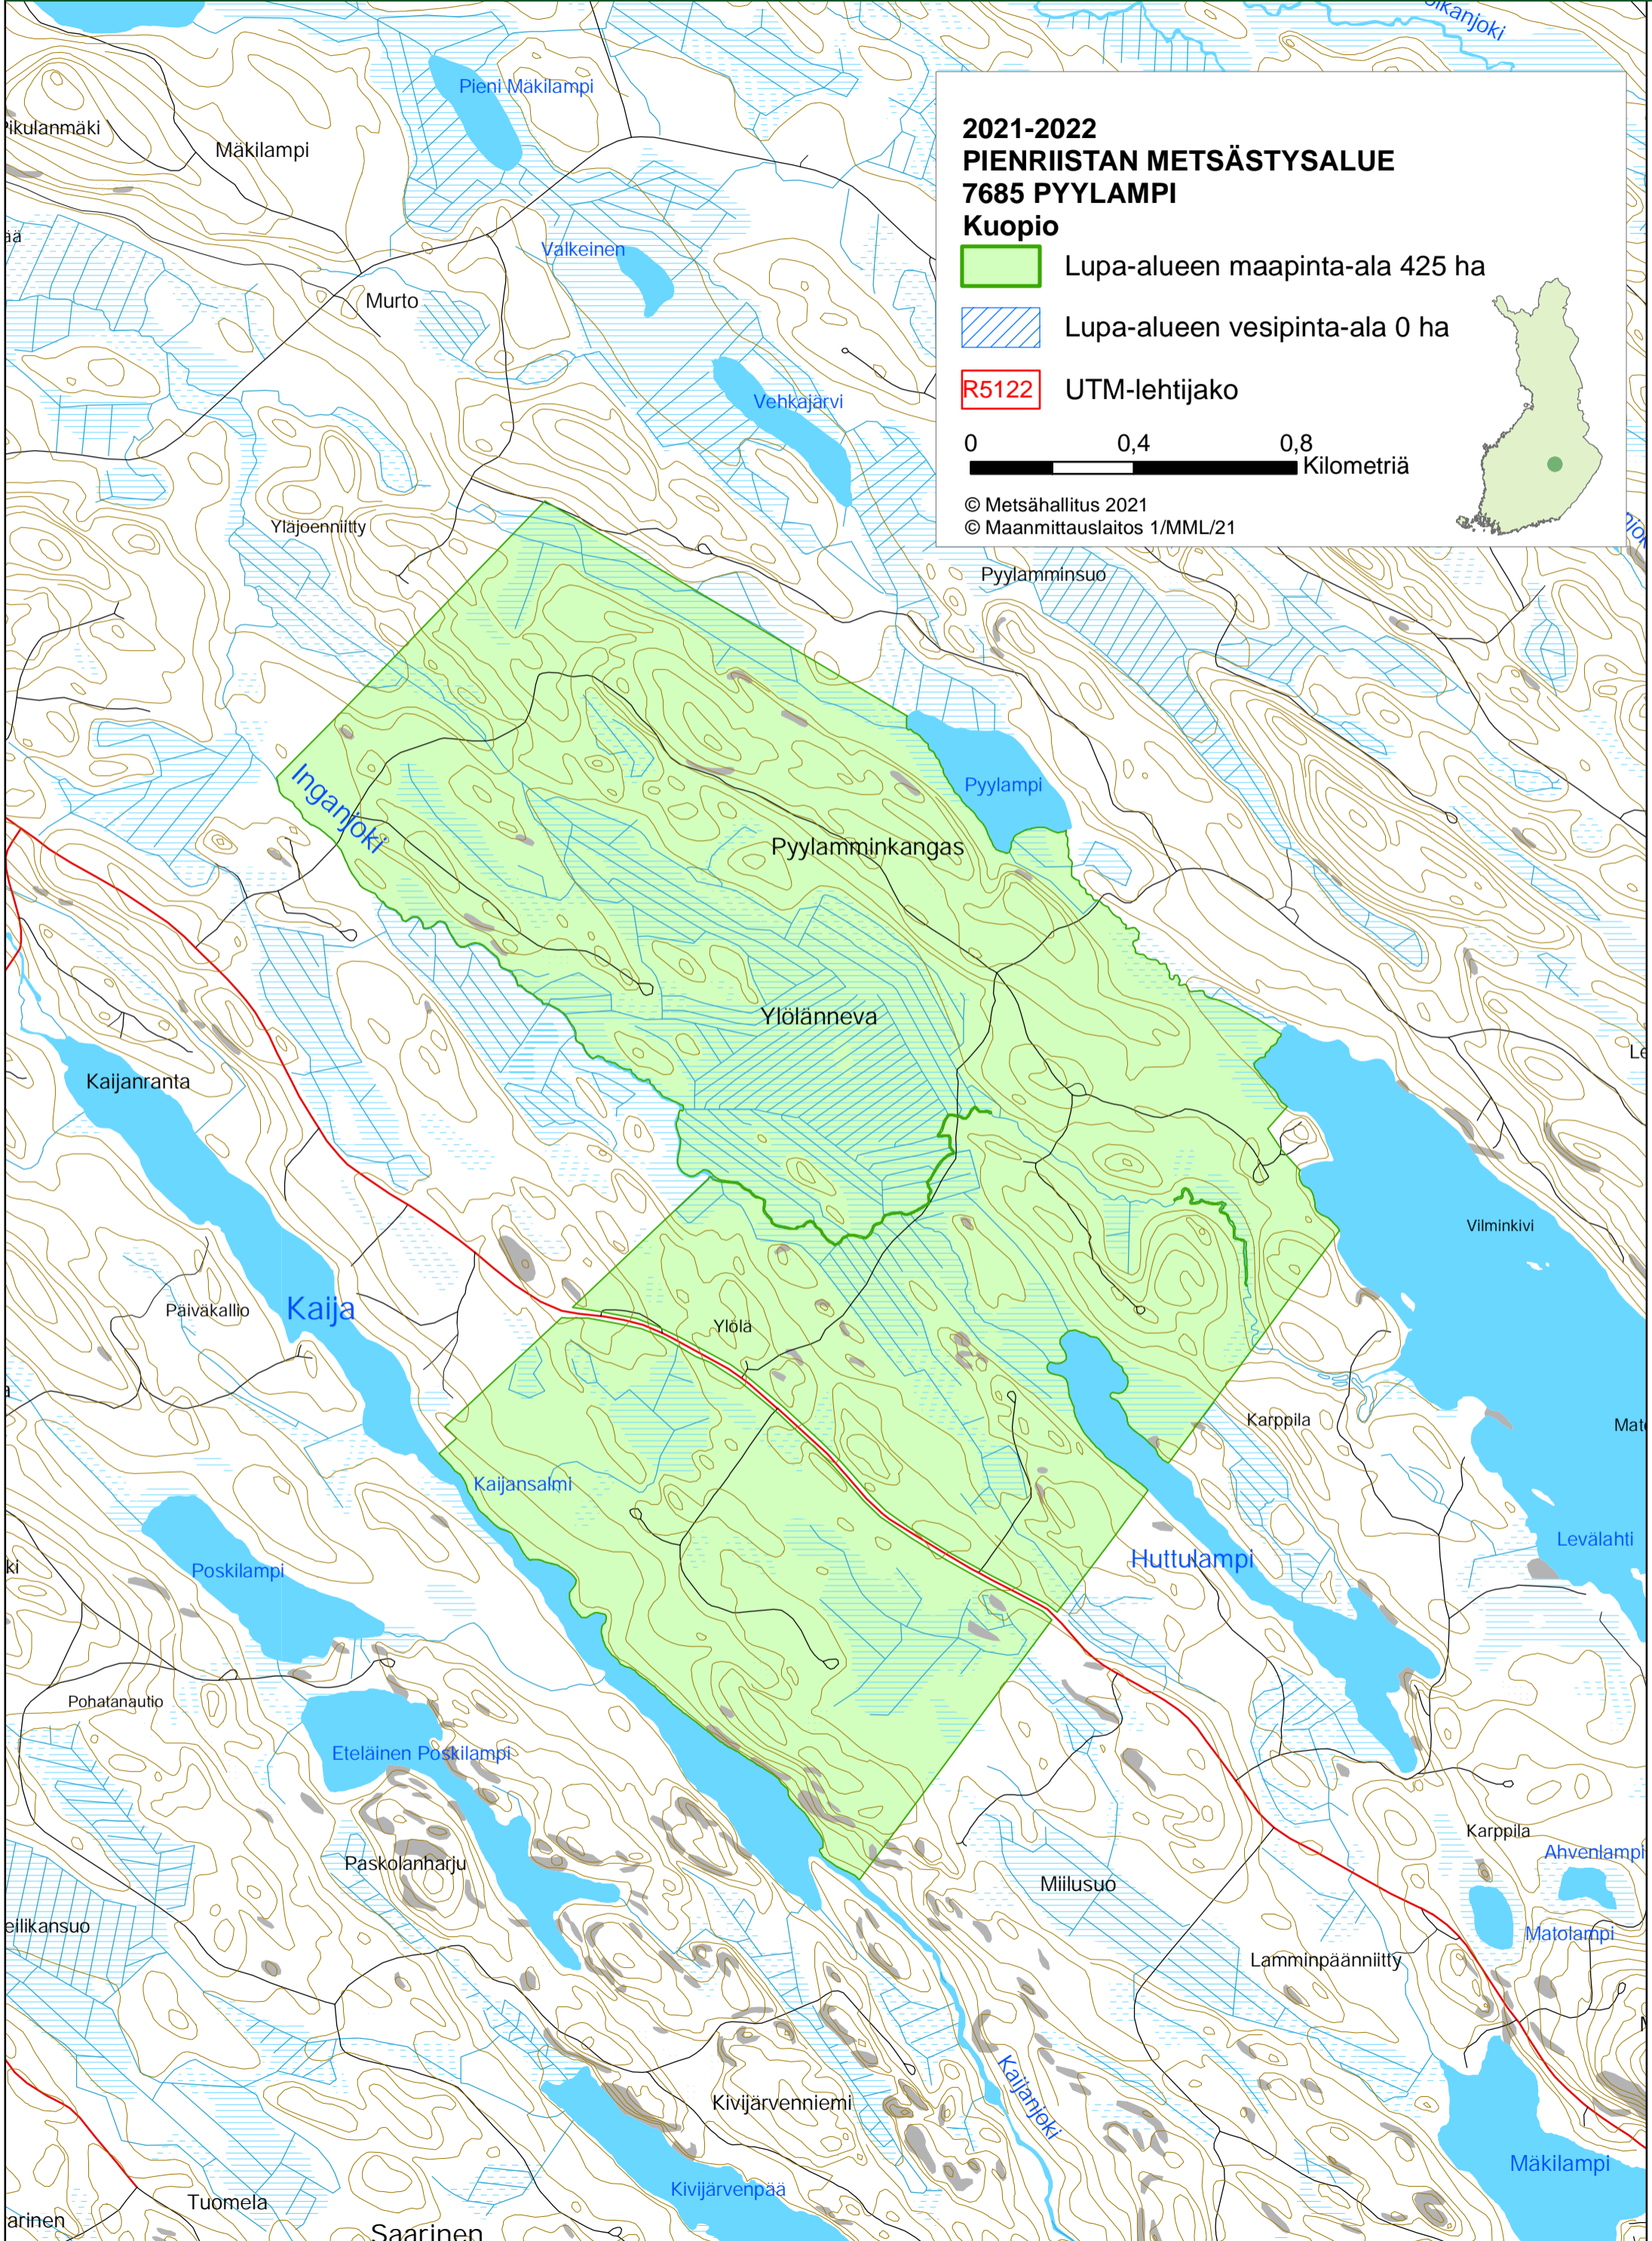 Pieni Mäkilampi
Mäkilampi
2021-2022
PIENRIISTAN METSÄSTYSALUE
7685 PYYLAMPI
Kuopio
Lupa-alueen maapinta-ala 425 ha
Lupa-alueen vesipinta-ala 0 ha
R5122 UTM-lehtijako
0 0,4 0,8
Kilometriä
© Metsähallitus 2021
© Maanmittauslaitos 1/MML/21
Valkeinen
Murto
Vehkajärvi
Yläjoenniitty
Pyylamminsuo
Inganjoki
Pyylampi
Pyylamminkangas
Ylölänneva
Kaijanranta
Vilminkivi
Päiväkallio
Kaija
Ylölä
Karppila
Kaijansalmi
Levälahti
Huttulampi
Poskilampi
Pohatanautio
Eteläinen Poskilampi
Karppila
Ahvenlampi
Paskolanharju
Miilusuo
eilikansuo
Matolampi
Lamminpäänniitty
Kaijanjoki
Kivijärvenniemi
Mäkilampi
Kivijärvenpää
Tuomela
arinen
Saarinen